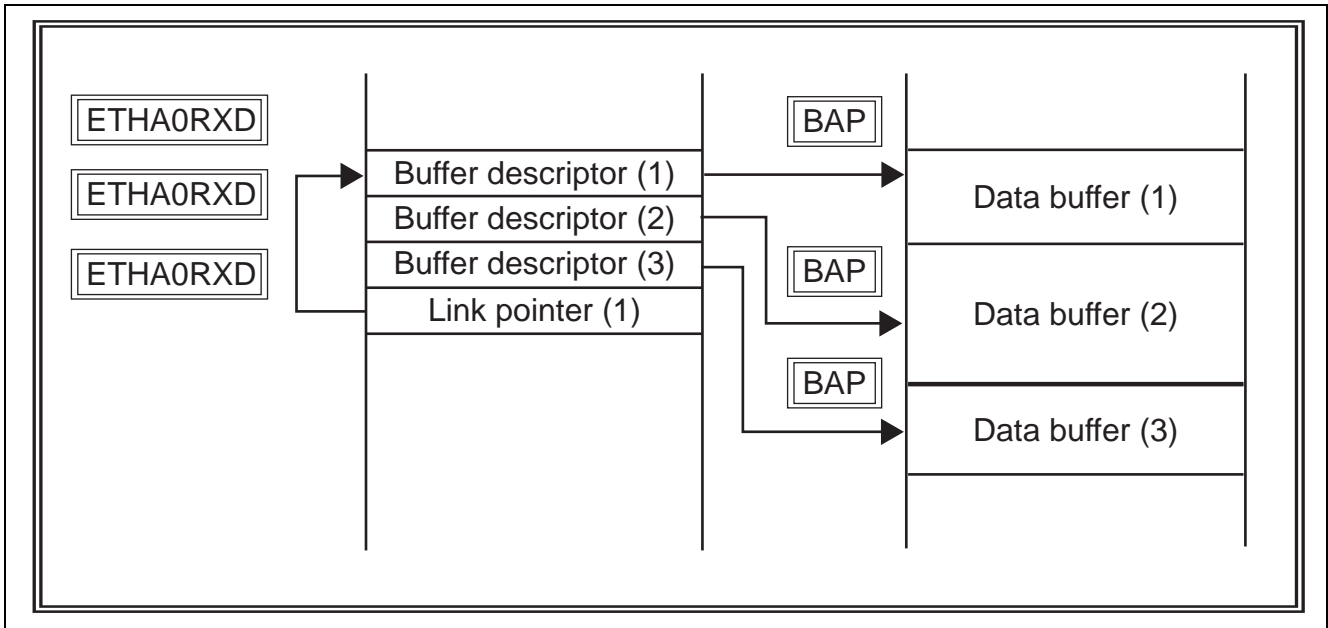 ETHA0RXD
ETHA0RXD
ETHA0RXD
Buffer descriptor (1)
Buffer descriptor (2)
Buffer descriptor (3)
Link pointer (1)
BAP
BAP
BAP
Data buffer (1)
Data buffer (2)
Data buffer (3)